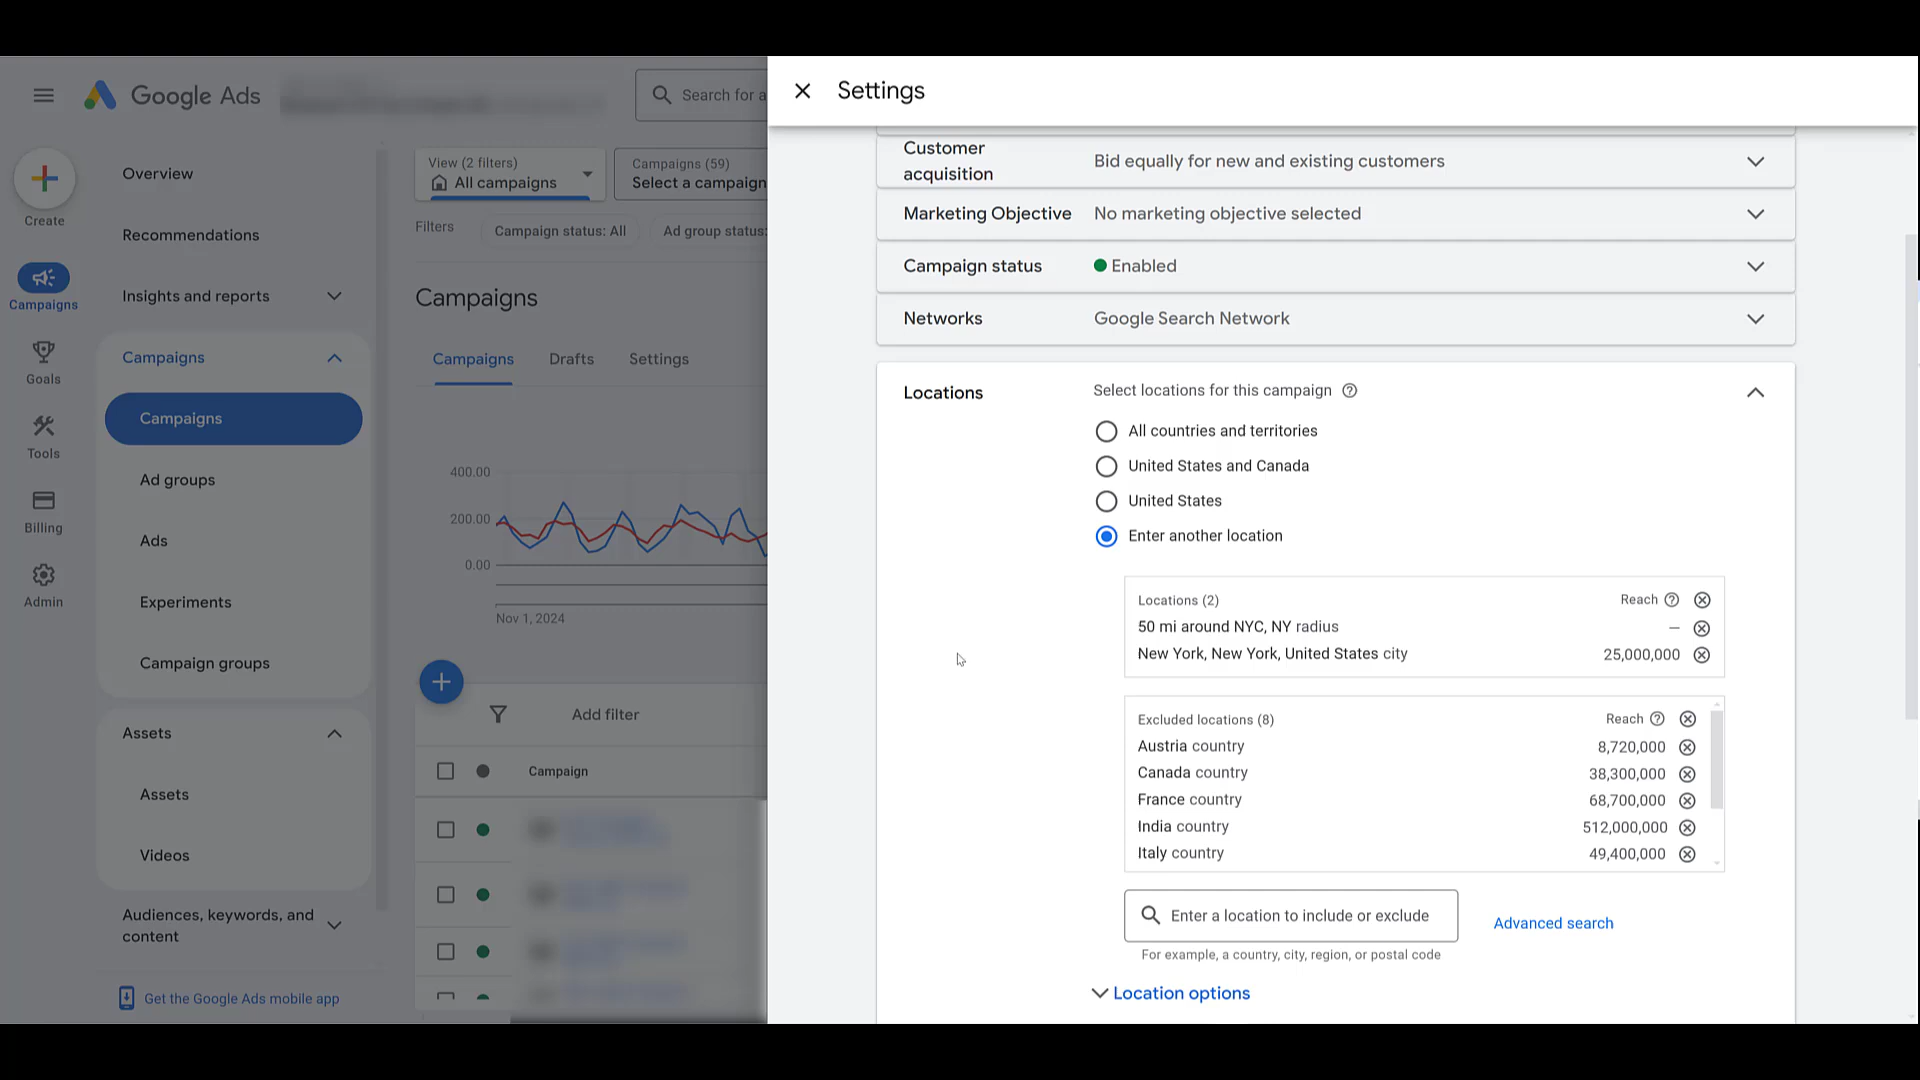 Google Ads
Search for a
Settings
Create
Campaigns
Goals
Tools
Billing
Admin
Overview
Recommendations
Insights and reports
Campaigns
Campaigns
Ad groups
Ads
Experiments
Campaign groups
Assets
Assets
Videos
Audiences, keywords, and
content
Get the Google Ads mobile app
View (2 filters)
All campaigns
Campaigns (59)
Select a campaign
Filters
Campaign status: All
Ad group status:
Campaigns
Campaigns
Drafts
Settings
400.00
200.00
0.00
Nov 1, 2024
Add filter
Campaign
Customer
acquisition
Bid equally for new and existing customers
Marketing Objective
No marketing objective selected
Campaign status
Enabled
Networks
Google Search Network
Locations
Select locations for this campaign
All countries and territories
United States and Canada
United States
Enter another location
Locations (2)
Reach
50 mi around NYC, NY radius
–
New York, New York, United States city
25,000,000
Excluded locations (8)
Reach
Austria country
8,720,000
Canada country
38,300,000
France country
68,700,000
India country
512,000,000
Italy country
49,400,000
Enter a location to include or exclude
Advanced search
For example, a country, city, region, or postal code
Location options